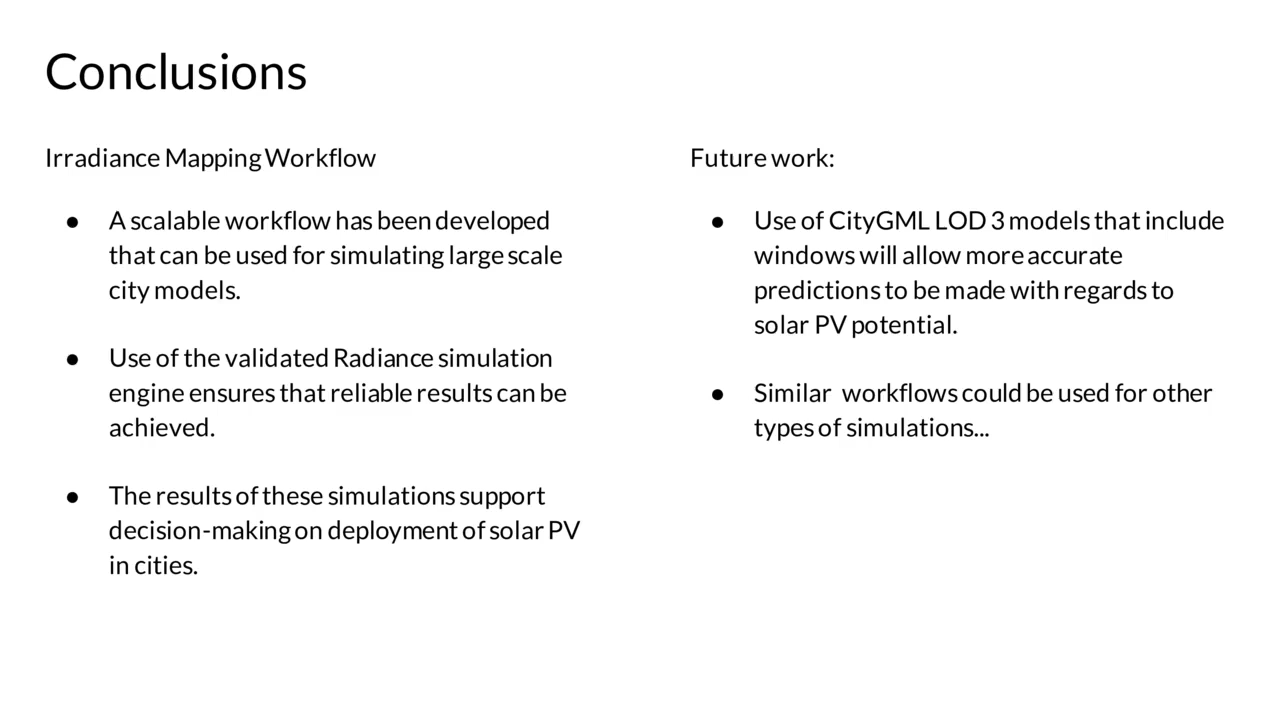 Conclusions
Irradiance Mapping Workflow
● A scalable workflow has been developed
that can be used for simulating large scale
city models.
● Use of the validated Radiance simulation
engine ensures that reliable results can be
achieved.
● The results of these simulations support
decision-making on deployment of solar PV
in cities.
Future work:
● Use of CityGML LOD 3 models that include
windows will allow more accurate
predictions to be made with regards to
solar PV potential.
● Similar workflows could be used for other
types of simulations...